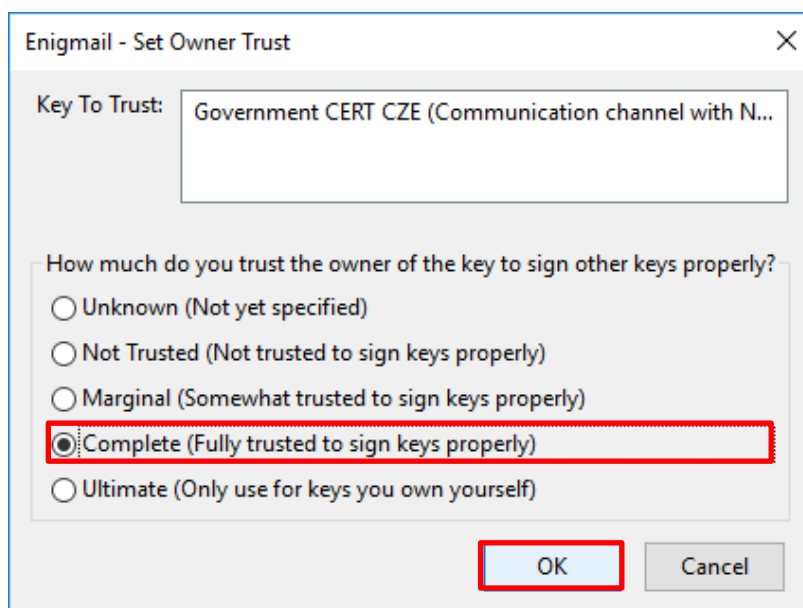 Enigmail - Set Owner Trust
Key To Trust:
Government CERT CZE (Communication channel with N...
How much do you trust the owner of the key to sign other keys properly?
Unknown (Not yet specified)
Not Trusted (Not trusted to sign keys properly)
Marginal (Somewhat trusted to sign keys properly)
Complete (Fully trusted to sign keys properly)
Ultimate (Only use for keys you own yourself)
OK
Cancel